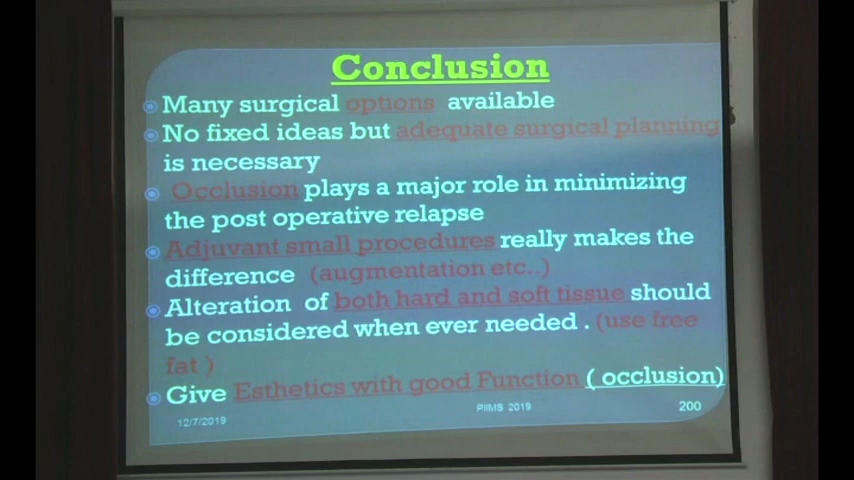 Conclusion
Many surgical options available
No fixed ideas but adequate surgical planning
is necessary
Occlusion plays a major role in minimizing
the post operative relapse
Adjuvant small procedures really makes the
difference (augmentation etc..)
Alteration of both hard and soft tissue should
be considered when ever needed . (use free
fat )
Give Esthetics with good Function ( occlusion)
12/7/2019
PIIMS 2019
200